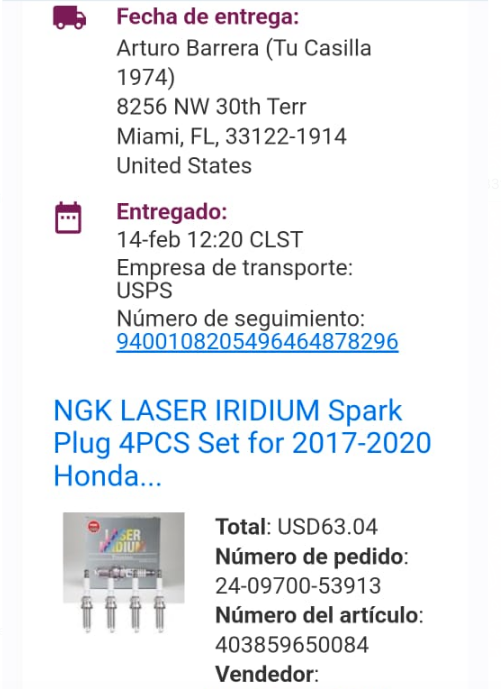 Fecha de entrega:
Arturo Barrera (Tu Casilla
1974)
8256 NW 30th Terr
Miami, FL, 33122-1914
United States
Entregado:
14-feb 12:20 CLST
Empresa de transporte:
USPS
Número de seguimiento:
9400108205496464878296
NGK LASER IRIDIUM Spark
Plug 4PCS Set for 2017-2020
Honda...
LASER
IRIDIUM
Total: USD63.04
Número de pedido:
24-09700-53913
Número del artículo:
403859650084
Vendedor: